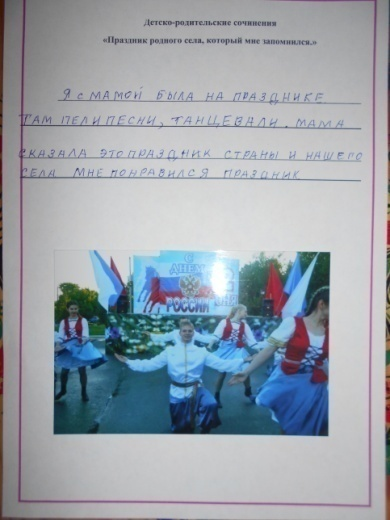 Детско-родительские сочинения
«Праздник родного села, который мне запомнился.»
Я С МАМОЙ БЫЛА НА ПРАЗДНИКЕ
ТАМ ПЕЛИ ПЕСНИ, ТАНЦЕВАЛИ. МАМА
СКАЗАЛА ЭТО ПРАЗДНИК СТРАНЫ И НАШЕГО
СЕЛА МНЕ ПОНРАВИЛСЯ ПРАЗДНИК
С
ДНЕМ
РОССИИ